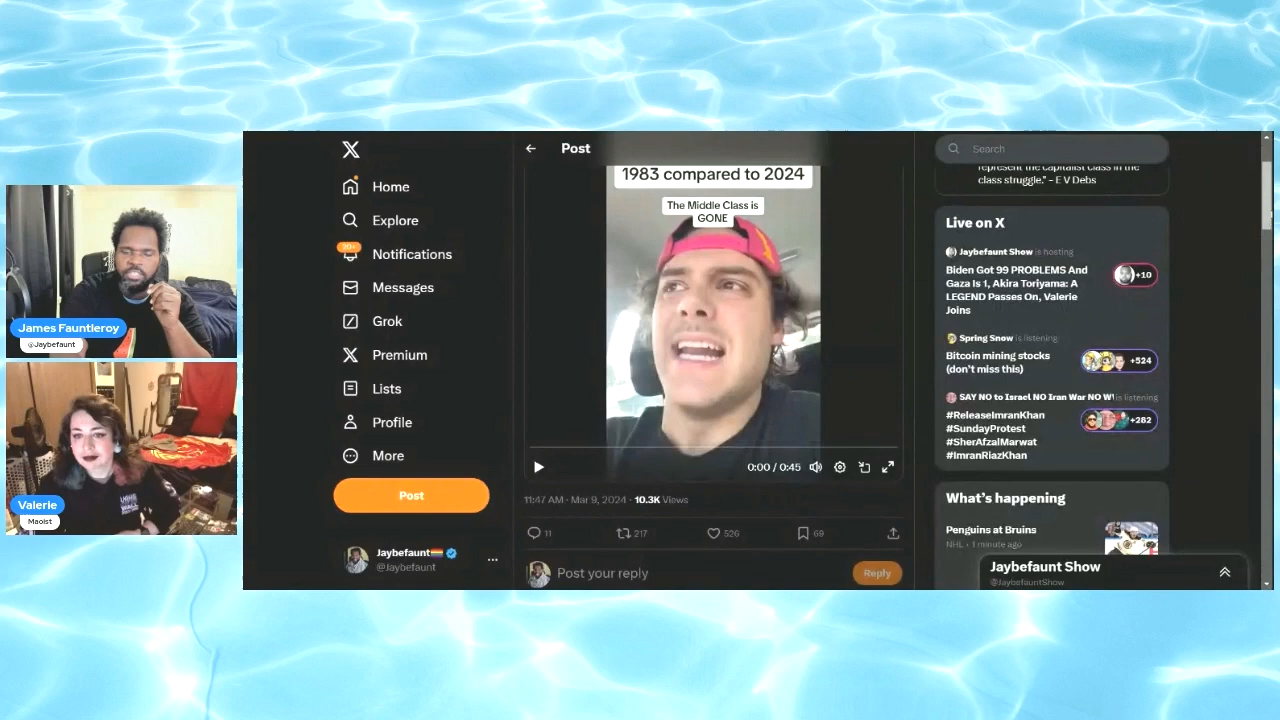 James Fauntleroy
@Jaybefaunt
Valerie
Maoist
Home
Explore
20+
Notifications
Messages
Grok
Premium
Lists
Profile
More
Post
Jaybefaunt
@Jaybefaunt
Post
1983 compared to 2024
The Middle Class is
GONE
0:00 / 0:45
11:47 AM · Mar 9, 2024 · 10.3K Views
11
217
526
69
Post your reply
Reply
Search
represent the capitalist class in the
class struggle." – E V Debs
Live on X
Jaybefaunt Show is hosting
Biden Got 99 PROBLEMS And
Gaza Is 1, Akira Toriyama: A
LEGEND Passes On, Valerie
Joins
+10
Spring Snow is listening
Bitcoin mining stocks
(don't miss this)
+524
SAY NO to Israel NO Iran War NO W is listening
#ReleaseImranKhan
#SundayProtest
#SherAfzalMarwat
#ImranRiazKhan
+282
What's happening
Penguins at Bruins
NHL · 1 minute ago
Jaybefaunt Show
@JaybefauntShow